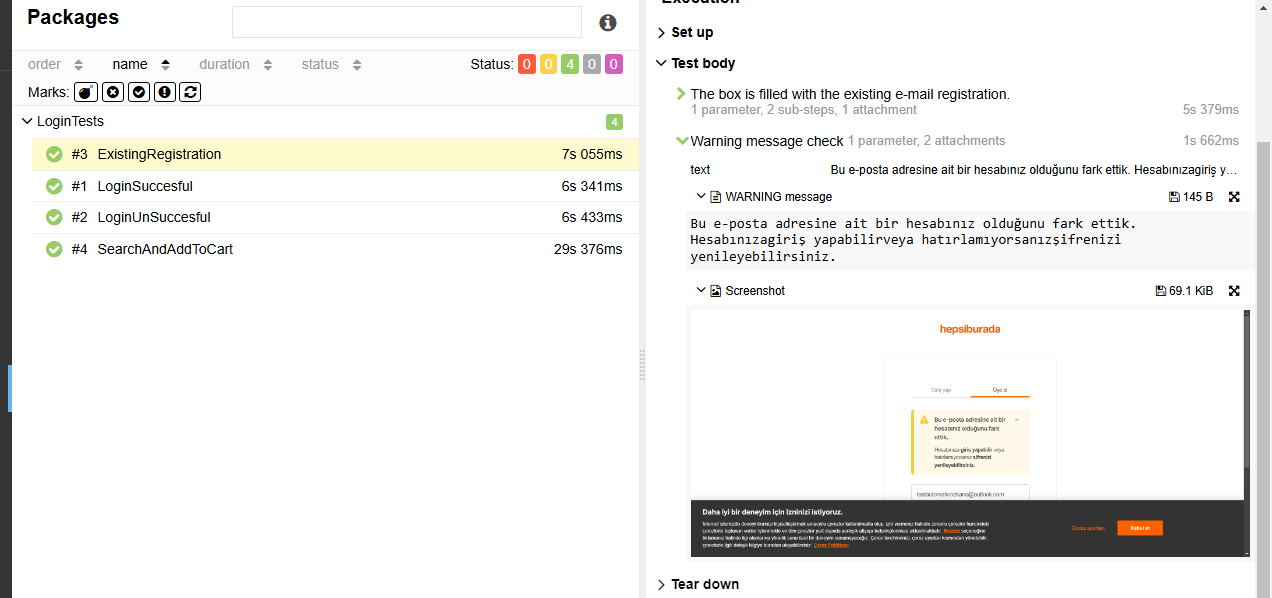 Packages
order name duration status Status: 0 0 4 0 0
Marks:
LoginTests 4
#3 ExistingRegistration 7s 055ms
#1 LoginSuccesful 6s 341ms
#2 LoginUnSuccesful 6s 433ms
#4 SearchAndAddToCart 29s 376ms
Execution
Set up
Test body
The box is filled with the existing e-mail registration.
1 parameter, 2 sub-steps, 1 attachment 5s 379ms
Warning message check 1 parameter, 2 attachments 1s 662ms
text Bu e-posta adresine ait bir hesabınız olduğunu fark ettik. Hesabınızagiriş y…
WARNING message 145 B
Bu e-posta adresine ait bir hesabınız olduğunu fark ettik.
Hesabınızagiriş yapabilirveya hatırlamıyorsanızşifrenizi
yenileyebilirsiniz.
Screenshot 69.1 KiB
hepsiburada
Giriş yap Üye ol
Bu e-posta adresine ait bir
hesabınız olduğunu fark
ettik.
Hesabınıza giriş yapabilir veya
hatırlamıyorsanız şifrenizi
yenileyebilirsiniz.
Daha iyi bir deneyim için izninizi istiyoruz.
Çerez ayarları Kabul et
Çerez Politikası
Tear down